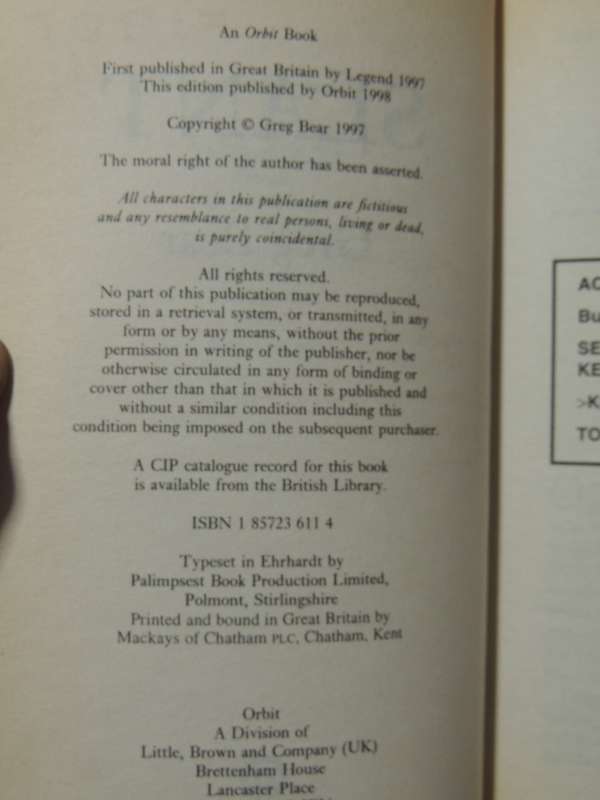 An Orbit Book
First published in Great Britain by Legend 1997
This edition published by Orbit 1998
Copyright © Greg Bear 1997
The moral right of the author has been asserted.
All characters in this publication are fictitious
and any resemblance to real persons, living or dead,
is purely coincidental.
All rights reserved.
No part of this publication may be reproduced,
stored in a retrieval system, or transmitted, in any
form or by any means, without the prior
permission in writing of the publisher, nor be
otherwise circulated in any form of binding or
cover other than that in which it is published and
without a similar condition including this
condition being imposed on the subsequent purchaser.
A CIP catalogue record for this book
is available from the British Library.
ISBN 1 85723 611 4
Typeset in Ehrhardt by
Palimpsest Book Production Limited,
Polmont, Stirlingshire
Printed and bound in Great Britain by
Mackays of Chatham PLC, Chatham, Kent
Orbit
A Division of
Little, Brown and Company (UK)
Brettenham House
Lancaster Place
AC
Bu
SE
KE
>K
TO